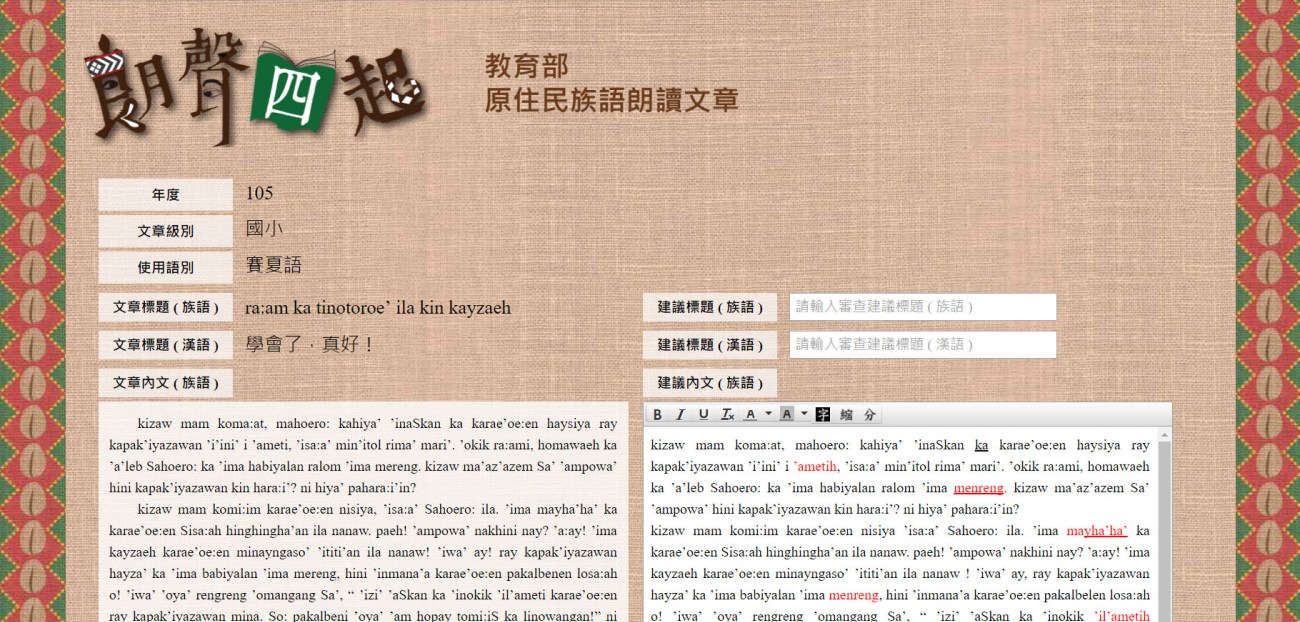 朗聲四起
教育部
原住民族語朗讀文章
年度 105
文章級別 國小
使用語別 賽夏語
文章標題 ( 族語 ) ra:am ka tinotoroe’ ila kin kayzaeh
建議標題 ( 族語 ) 請輸入審查建議標題 ( 族語 )
文章標題 ( 漢語 ) 學會了，真好！
建議標題 ( 漢語 ) 請輸入審查建議標題 ( 漢語 )
文章內文 ( 族語 )
建議內文 ( 族語 )
kizaw mam koma:at, mahoero: kahiya’ ’inaSkan ka karae’oe:en haysiya ray
kapak’iyazawan ’i’ini’ i ’ameti, ’isa:a’ min’itol rima’ mari’. ’okik ra:ami, homawaeh ka
’a’leb Sahoero: ka ’ima habiyalan ralom ’ima mereng. kizaw ma’az’azem Sa’ ’ampowa’
hini kapak’iyazawan kin hara:i’? ni hiya’ pahara:i’in?
kizaw mam komi:im karae’oe:en nisiya, ’isa:a’ Sahoero: ila. ’ima mayha’ha’ ka
karae’oe:en Sisa:ah hinghingha’an ila nanaw. paeh! ’ampowa’ nakhini nay? ’a:ay! ’ima
kayzaeh karae’oe:en minayngaso’ ’ititi’an ila nanaw! ’iwa’ ay! ray kapak’iyazawan
hayza’ ka ’ima babiyalan ’ima mereng, hini ’inmana’a karae’oe:en pakalbenen losa:ah
o! ’iwa’ ’oya’ rengreng ’omangang Sa’, “ ’izi’ ’aSkan ka ’inokik ’il’ameti karae’oe:en
ray kapak’iyazawan mina. So: pakalbeni ’oya’ ’am hopay tomi:iS ka linowangan!” ni
B I U Tx A A 字 縮 分
kizaw mam koma:at, mahoero: kahiya’ ’inaSkan ka karae’oe:en haysiya ray
kapak’iyazawan ’i’ini’ i ’ametih, ’isa:a’ min’itol rima’ mari’. ’okik ra:ami, homawaeh
ka ’a’leb Sahoero: ka ’ima habiyalan ralom ’ima menreng. kizaw ma’az’azem Sa’
’ampowa’ hini kapak’iyazawan kin hara:i’? ni hiya’ pahara:i’in?
kizaw mam komi:im karae’oe:en nisiya ’isa:a’ Sahoero: ila. ’ima mayha’ha’ ka
karae’oe:en Sisa:ah hinghingha’an ila nanaw. paeh! ’ampowa’ nakhini nay? ’a:ay! ’ima
kayzaeh karae’oe:en minayngaso’ ’ititi’an ila nanaw ! ’iwa’ ay, ray kapak’iyazawan
hayza’ ka ’ima babiyalan ’ima menreng, hini ’inmana’a karae’oe:en pakalbelen losa:ah
o! ’iwa’ ’oya’ rengreng ’omangang Sa’, “ ’izi’ ’aSkan ka ’inokik ’il’ametih